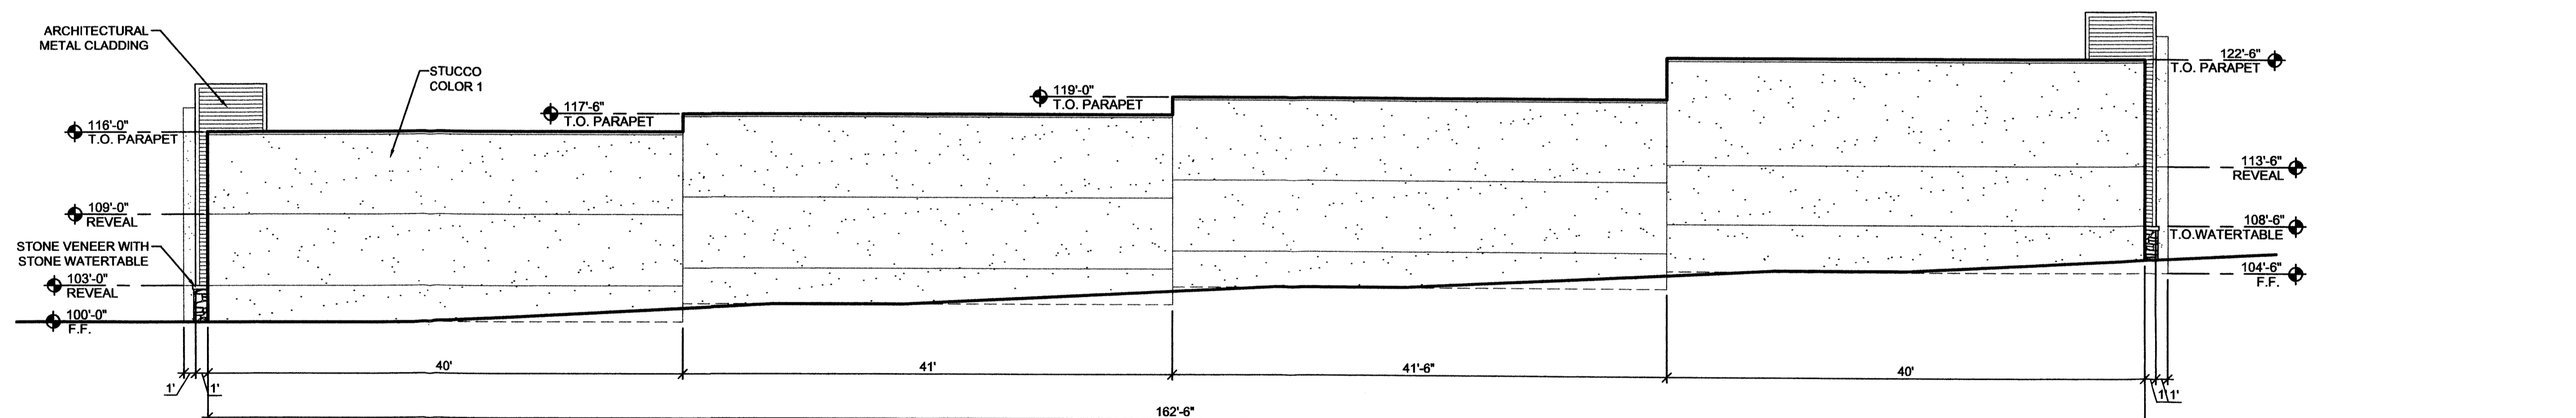 ARCHITECTURAL
METAL CLADDING
STUCCO
COLOR 1
116'-0"
T.O. PARAPET
117'-6"
T.O. PARAPET
119'-0"
T.O. PARAPET
122'-6"
T.O. PARAPET
109'-0"
REVEAL
113'-6"
REVEAL
STONE VENEER WITH
STONE WATERTABLE
108'-6"
T.O.WATERTABLE
103'-0"
REVEAL
104'-6"
F.F.
100'-0"
F.F.
40'
41'
41'-6"
40'
1'
1'
1'
1'
162'-6"